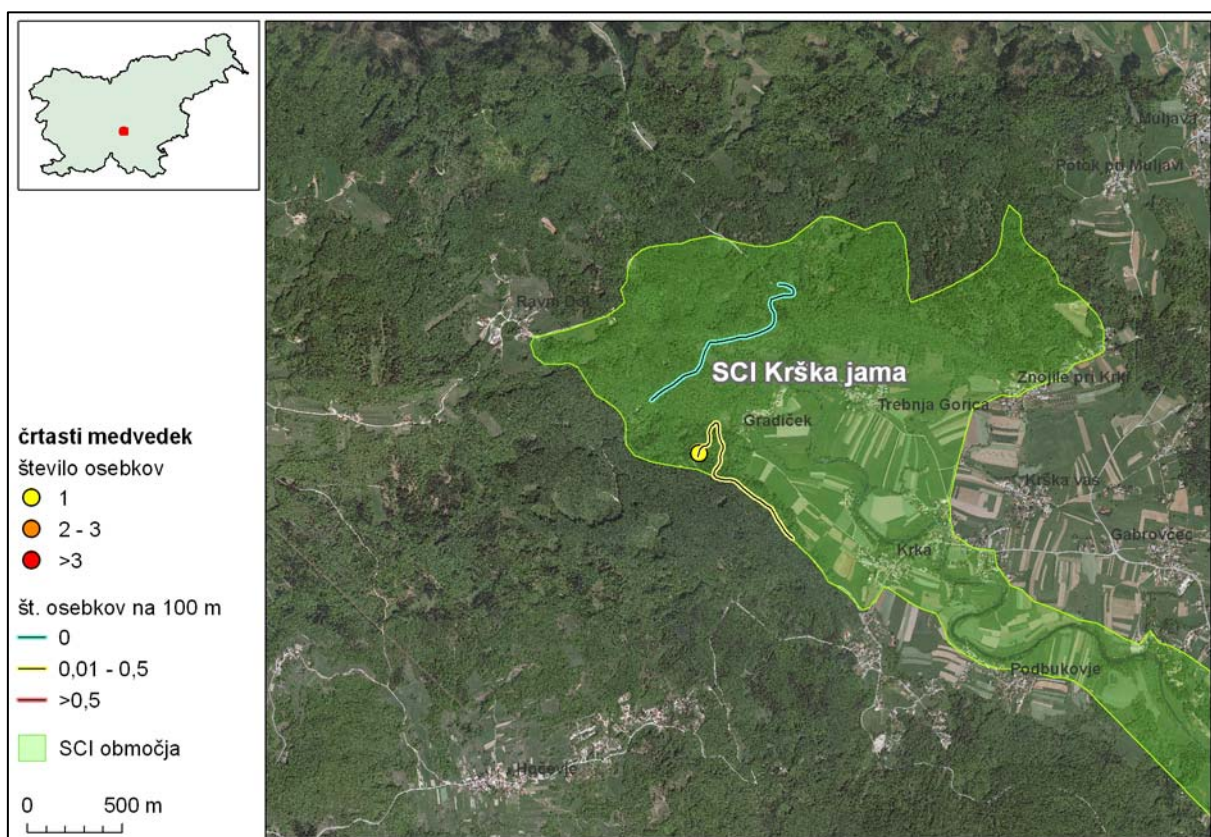 črtasti medvedek
število osebkov
1
2 - 3
>3
št. osebkov na 100 m
0
0,01 - 0,5
>0,5
SCI območja
0 500 m
Muljava
Potok pri Muljavi
Ravni Dol
SCI Krška jama
Znojile pri Krki
Trebnja Gorica
Gradiček
Krška vas
Gabrovčec
Krka
Podbukovje
Hočevje